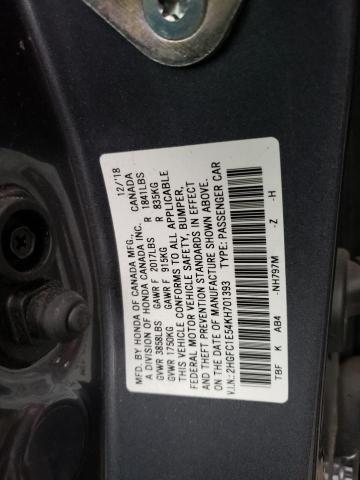 MFD. BY HONDA OF CANADA MFG. 12/'18
A DIVISION OF HONDA CANADA INC. CANADA
GVWR 3858LBS GAWR F 2017LBS R 1841LBS
GVWR 1750KG GAWR F 915KG R 835KG
THIS VEHICLE CONFORMS TO ALL APPLICABLE
FEDERAL MOTOR VEHICLE SAFETY, BUMPER,
AND THEFT PREVENTION STANDARDS IN EFFECT
ON THE DATE OF MANUFACTURE SHOWN ABOVE.
V.I.N.: 2HGFC1E54KH701393 TYPE: PASSENGER CAR
TBF K AB4 -NH797M -Z -H